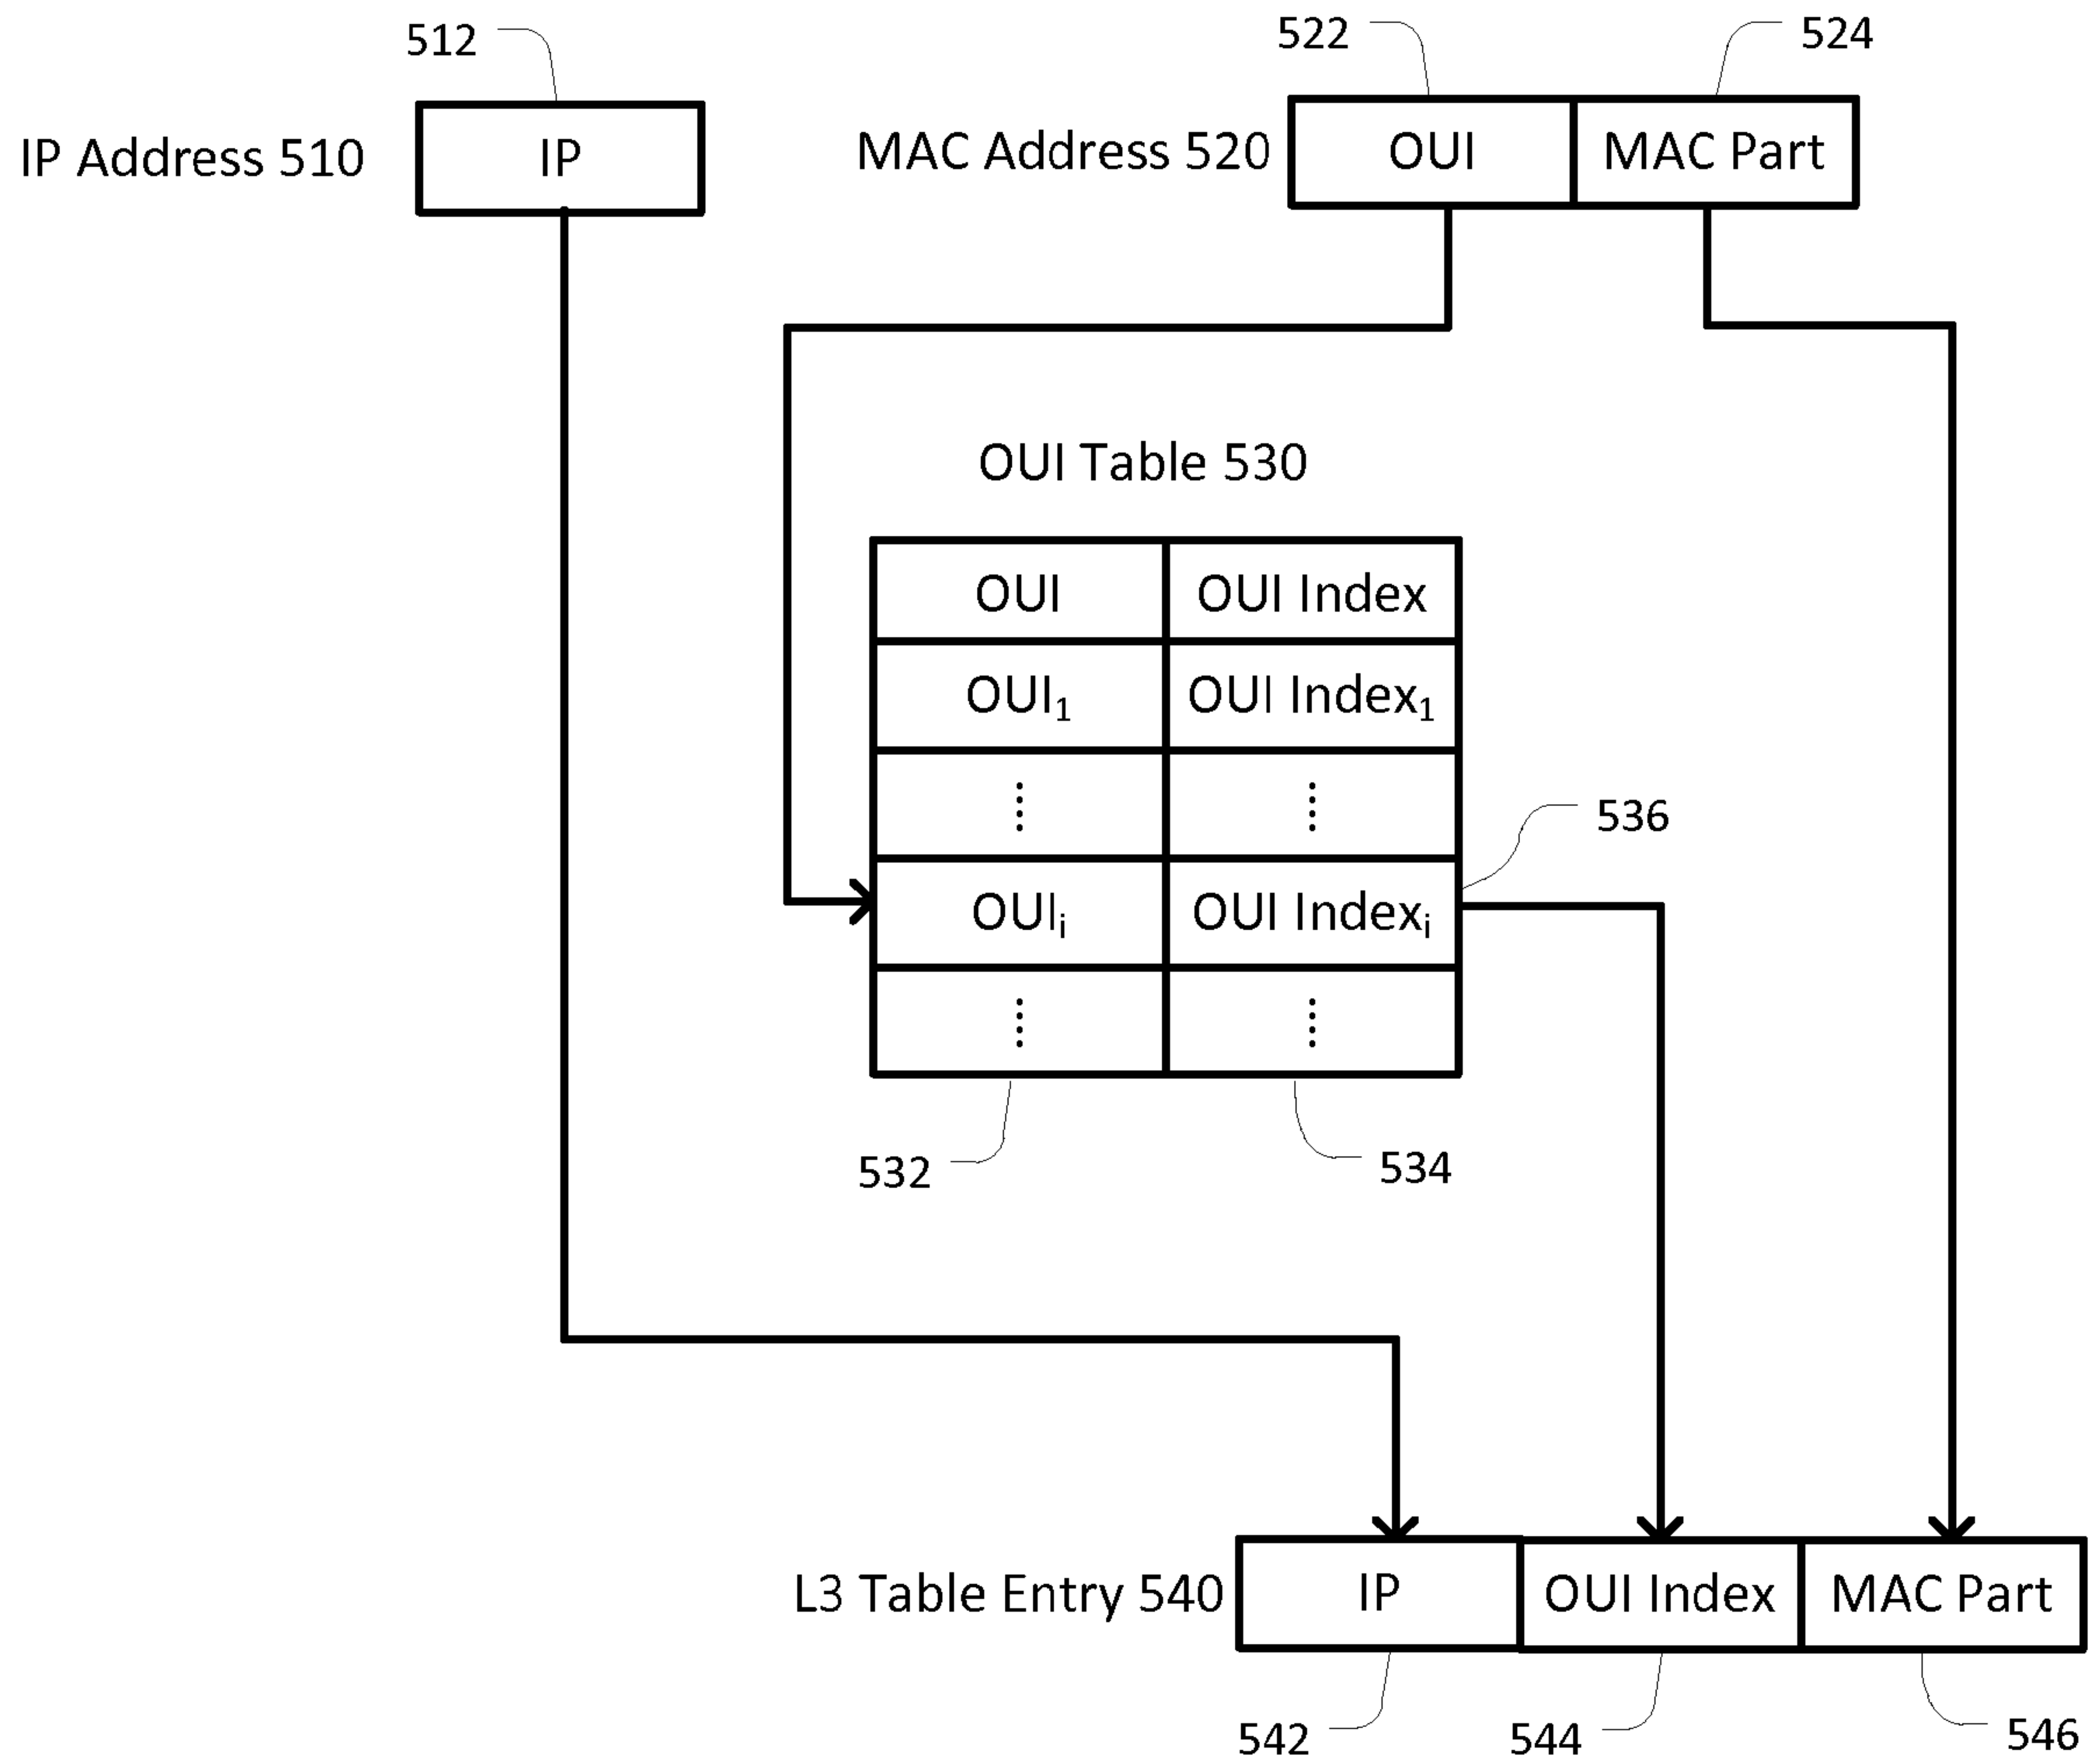 512
522
524
IP Address 510
IP
MAC Address 520
OUI
MAC Part
OUI Table 530
OUI
OUI Index
OUI₁
OUI Index₁
536
OUIᵢ
OUI Indexᵢ
532
534
L3 Table Entry 540
IP
OUI Index
MAC Part
542
544
546